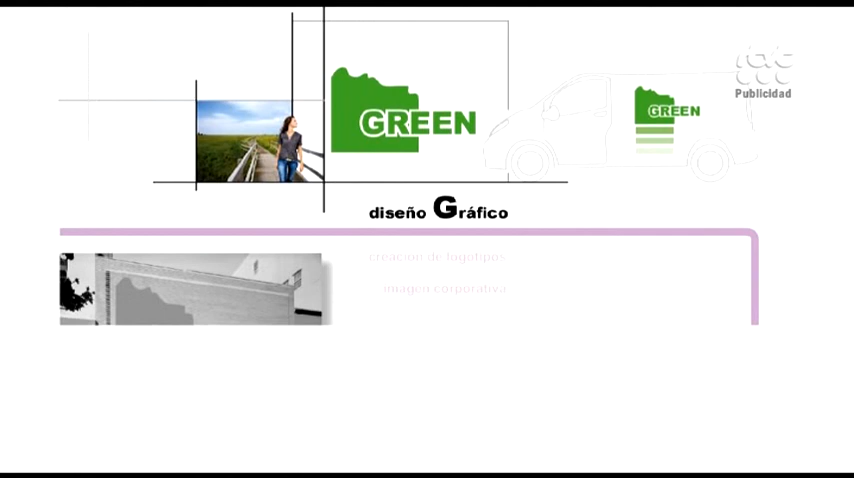 GREEN
GREEN
Publicidad
diseño Gráfico
creación de logotipos
imagen corporativa